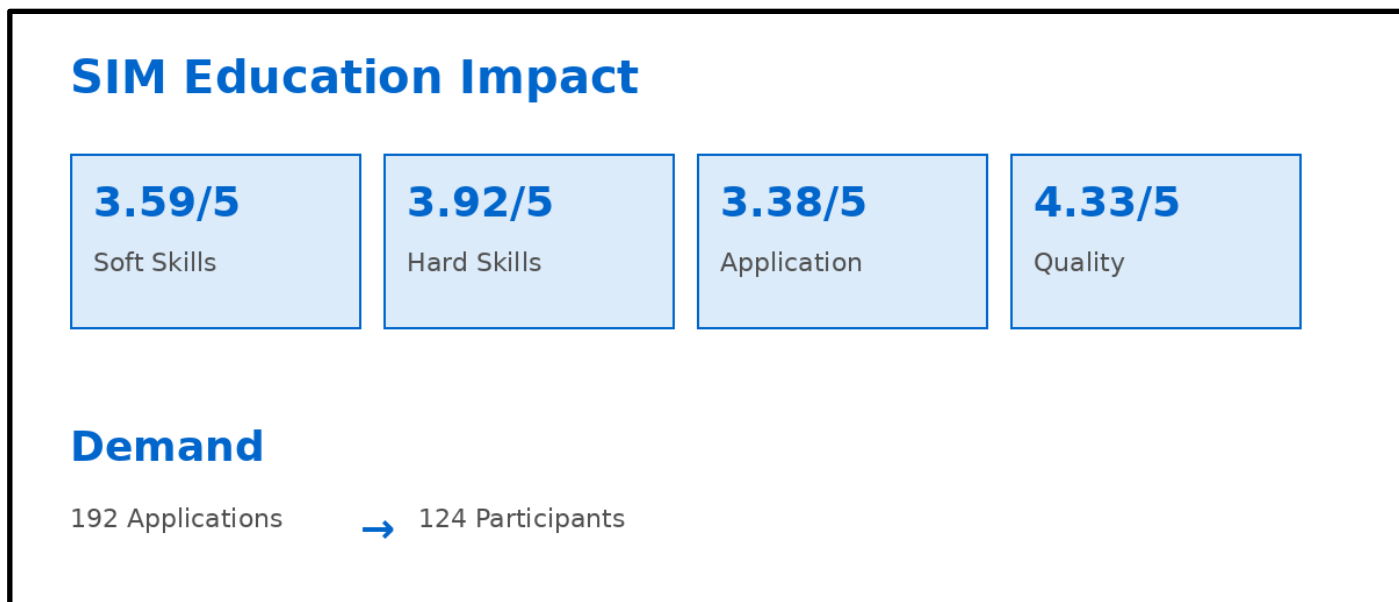 SIM Education Impact
3.59/5
Soft Skills
3.92/5
Hard Skills
3.38/5
Application
4.33/5
Quality
Demand
192 Applications → 124 Participants